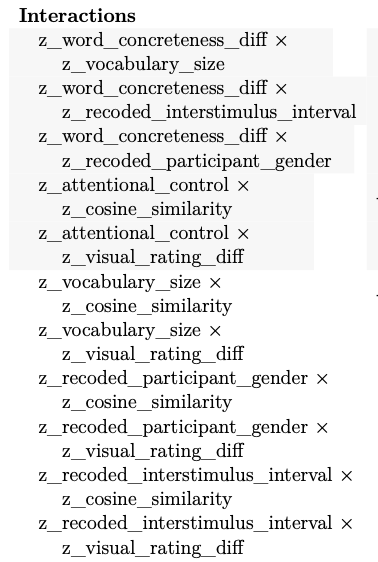 Interactions
z_word_concreteness_diff ×
z_vocabulary_size
z_word_concreteness_diff ×
z_recoded_interstimulus_interval
z_word_concreteness_diff ×
z_recoded_participant_gender
z_attentional_control ×
z_cosine_similarity
z_attentional_control ×
z_visual_rating_diff
z_vocabulary_size ×
z_cosine_similarity
z_vocabulary_size ×
z_visual_rating_diff
z_recoded_participant_gender ×
z_cosine_similarity
z_recoded_participant_gender ×
z_visual_rating_diff
z_recoded_interstimulus_interval ×
z_cosine_similarity
z_recoded_interstimulus_interval ×
z_visual_rating_diff